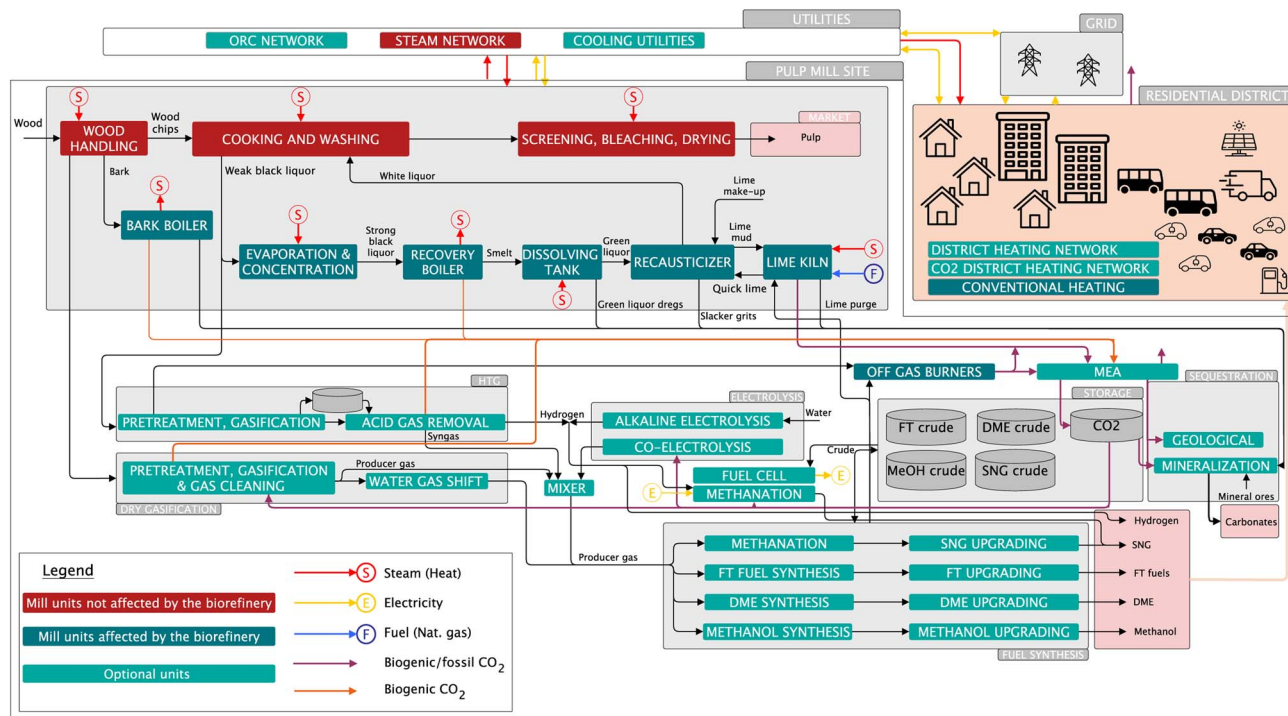 UTILITIES
ORC NETWORK
STEAM NETWORK
COOLING UTILITIES
GRID
PULP MILL SITE
RESIDENTIAL DISTRICT
S
S
S
Wood
WOOD
HANDLING
Wood
chips
COOKING AND WASHING
SCREENING, BLEACHING, DRYING
MARKET
Pulp
Bark
Weak black liquor
White liquor
Lime
make-up
S
S
S
BARK BOILER
EVAPORATION &
CONCENTRATION
Strong
black
liquor
RECOVERY
BOILER
Smelt
DISSOLVING
TANK
Green
liquor
RECAUSTICIZER
Lime
mud
LIME KILN
S
F
Quick lime
S
Green liquor dregs
Slacker grits
Lime purge
DISTRICT HEATING NETWORK
CO2 DISTRICT HEATING NETWORK
CONVENTIONAL HEATING
OFF GAS BURNERS
MEA
HTG
ELECTROLYSIS
STORAGE
SEQUESTRATION
PRETREATMENT, GASIFICATION
ACID GAS REMOVAL
Syngas
Hydrogen
ALKALINE ELECTROLYSIS
Water
CO-ELECTROLYSIS
FT crude
DME crude
CO2
MeOH crude
SNG crude
GEOLOGICAL
MINERALIZATION
Mineral ores
Carbonates
Crude
PRETREATMENT, GASIFICATION
& GAS CLEANING
Producer gas
WATER GAS SHIFT
MIXER
FUEL CELL
E
E
METHANATION
DRY GASIFICATION
Producer gas
METHANATION
SNG UPGRADING
FT FUEL SYNTHESIS
FT UPGRADING
DME SYNTHESIS
DME UPGRADING
METHANOL SYNTHESIS
METHANOL UPGRADING
FUEL SYNTHESIS
Hydrogen
SNG
FT fuels
DME
Methanol
Legend
Mill units not affected by the biorefinery
Mill units affected by the biorefinery
Optional units
S
Steam (Heat)
E
Electricity
F
Fuel (Nat. gas)
Biogenic/fossil CO2
Biogenic CO2